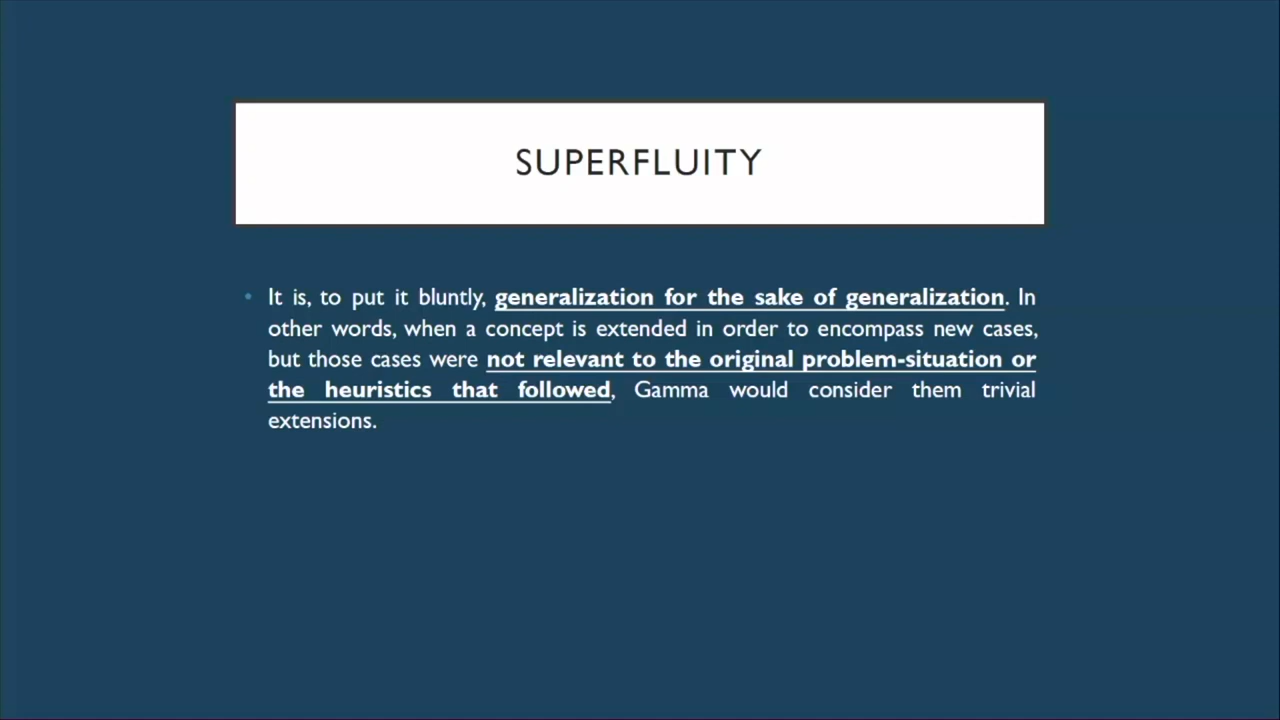 SUPERFLUITY
• It is, to put it bluntly, generalization for the sake of generalization. In
other words, when a concept is extended in order to encompass new cases,
but those cases were not relevant to the original problem-situation or
the heuristics that followed, Gamma would consider them trivial
extensions.